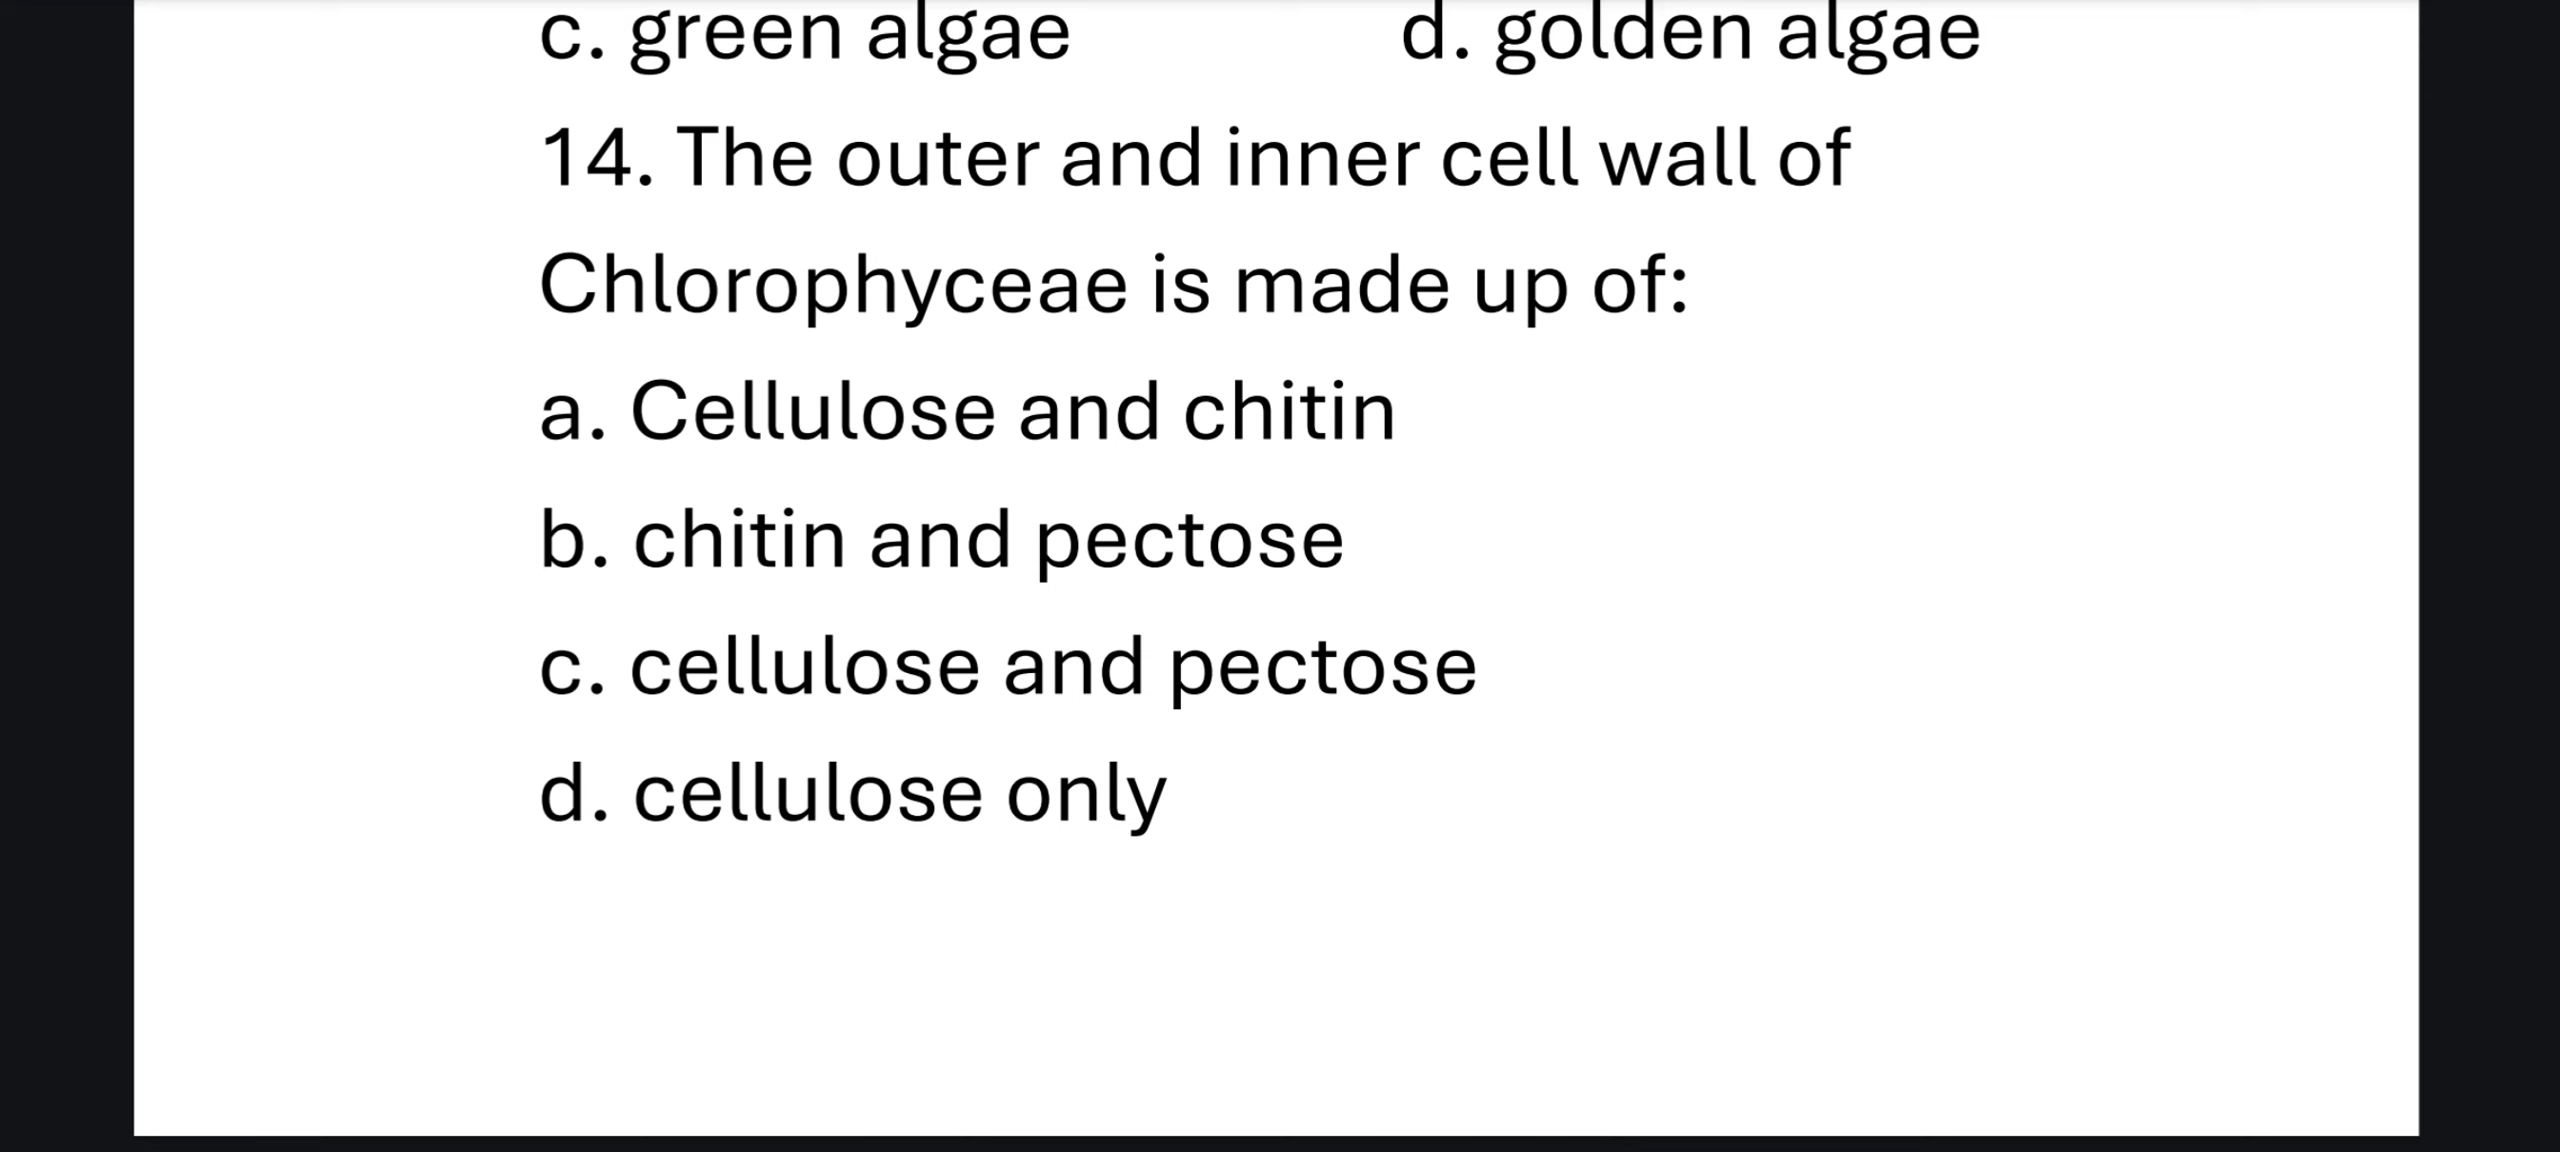 c. green algae d. golden algae
14. The outer and inner cell wall of
Chlorophyceae is made up of:
a. Cellulose and chitin
b. chitin and pectose
c. cellulose and pectose
d. cellulose only